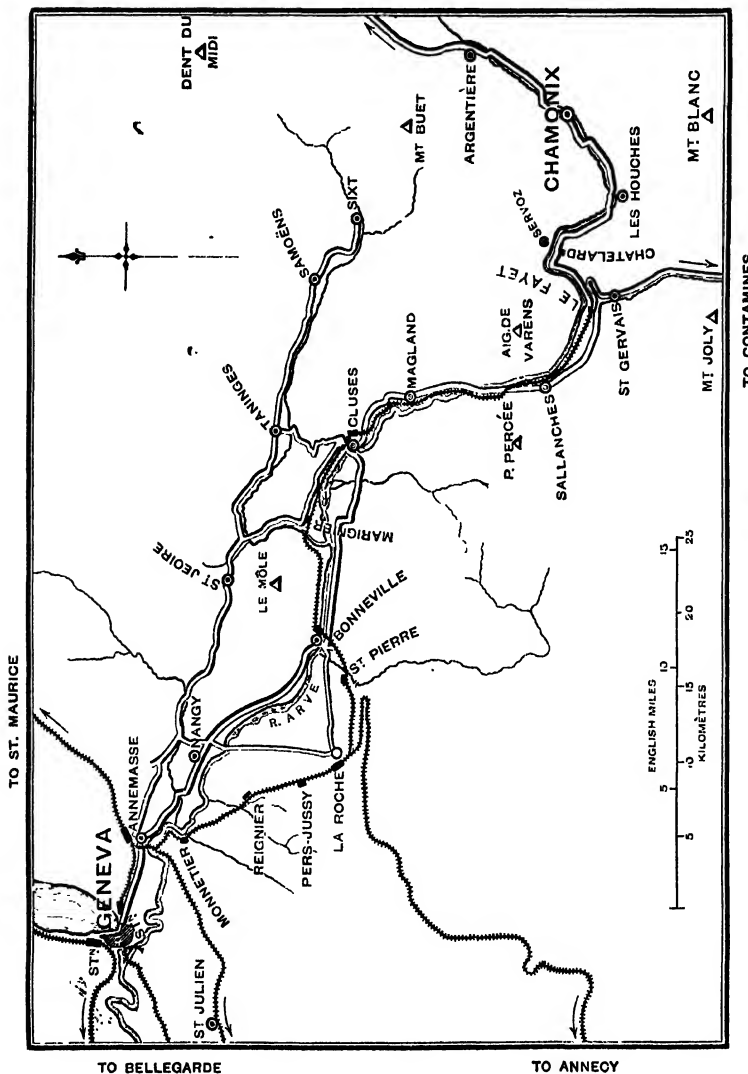 TO ST. MAURICE
DENT DU
MIDI
MT BUET
ARGENTIÈRE
CHAMONIX
MT. BLANC
LES HOUCHES
SERVOZ
CHATELARD
LE FAYET
ST GERVAIS
MT JOLY
TO CONTAMINES
SIXT
SAMOËNS
TANINGES
AIG. DE
VARENS
MAGLAND
CLUSES
P. PERCÉE
SALLANCHES
ST JEOIRE
LE MÔLE
MARIGNIER
BONNEVILLE
ST. PIERRE
R. ARVE
NANGY
ANNEMASSE
GENEVA
STN
MONNETIER
REIGNIER
PERS-JUSSY
LA ROCHE
ST JULIEN
ENGLISH MILES
5 10 15
KILOMÈTRES
5 10 15 20 25
TO BELLEGARDE
TO ANNECY